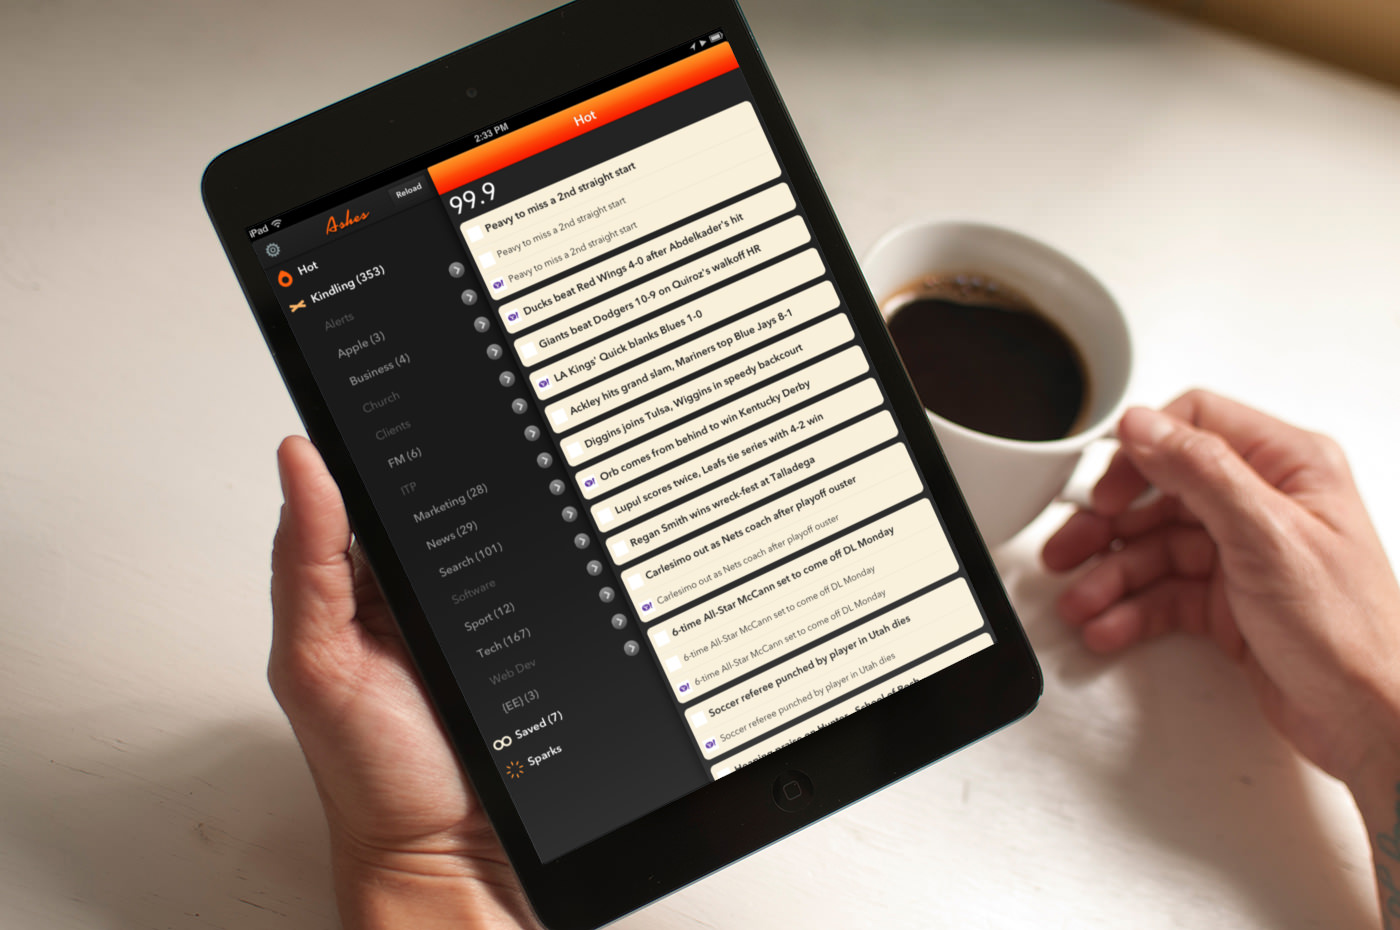 iPad
2:33 PM
Ashes
Reload
Hot
Hot
Kindling (353)
Alerts
Apple (3)
Business (4)
Church
Clients
FM (6)
ITP
Marketing (28)
News (29)
Search (101)
Software
Sport (12)
Tech (167)
Web Dev
{EE} (3)
Saved (7)
Sparks
99.9
Peavy to miss a 2nd straight start
Peavy to miss a 2nd straight start
Peavy to miss a 2nd straight start
Ducks beat Red Wings 4-0 after Abdelkader's hit
Giants beat Dodgers 10-9 on Quiroz's walkoff HR
LA Kings' Quick blanks Blues 1-0
Ackley hits grand slam, Mariners top Blue Jays 8-1
Diggins joins Tulsa, Wiggins in speedy backcourt
Orb comes from behind to win Kentucky Derby
Lupul scores twice, Leafs tie series with 4-2 win
Regan Smith wins wreck-fest at Talladega
Carlesimo out as Nets coach after playoff ouster
Carlesimo out as Nets coach after playoff ouster
6-time All-Star McCann set to come off DL Monday
6-time All-Star McCann set to come off DL Monday
6-time All-Star McCann set to come off DL Monday
Soccer referee punched by player in Utah dies
Soccer referee punched by player in Utah dies
Heaping praise on Hunter, School of